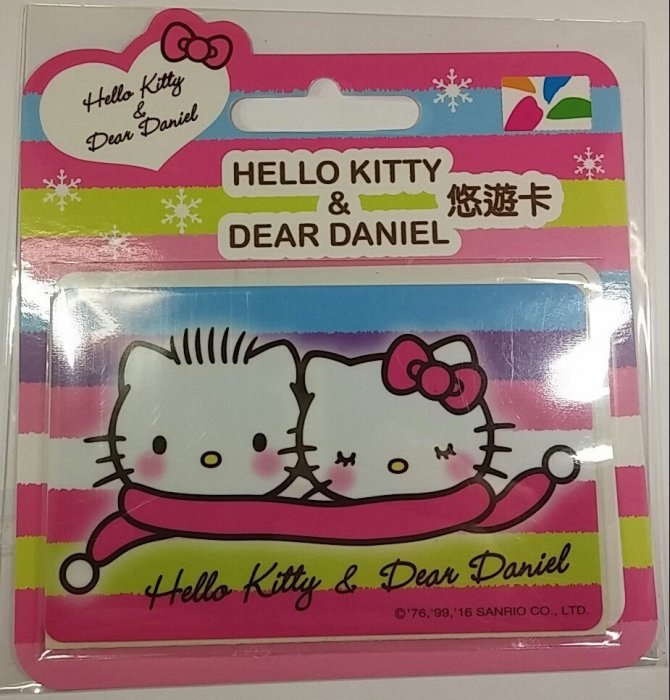 Hello Kitty
&
Dear Daniel
HELLO KITTY
&
DEAR DANIEL
悠遊卡
Hello Kitty & Dear Daniel
©'76,'99,'16 SANRIO CO., LTD.